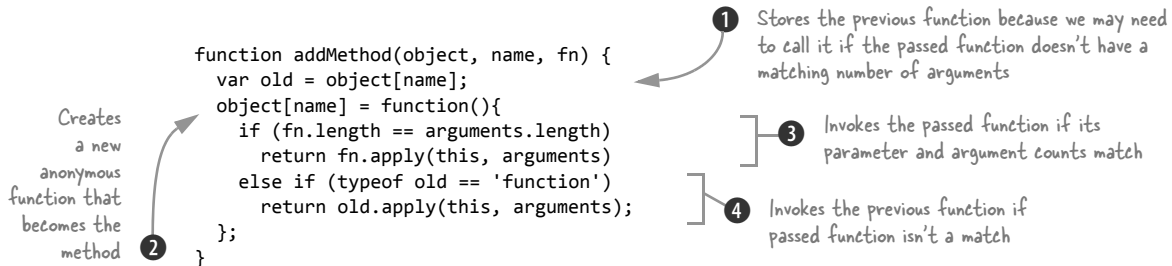 1 Stores the previous function because we may need
to call it if the passed function doesn't have a
matching number of arguments
function addMethod(object, name, fn) {
var old = object[name];
object[name] = function(){
if (fn.length == arguments.length)
return fn.apply(this, arguments)
else if (typeof old == 'function')
return old.apply(this, arguments);
};
}
Creates
a new
anonymous
function that
becomes the
method 2
3 Invokes the passed function if its
parameter and argument counts match
4 Invokes the previous function if
passed function isn't a match